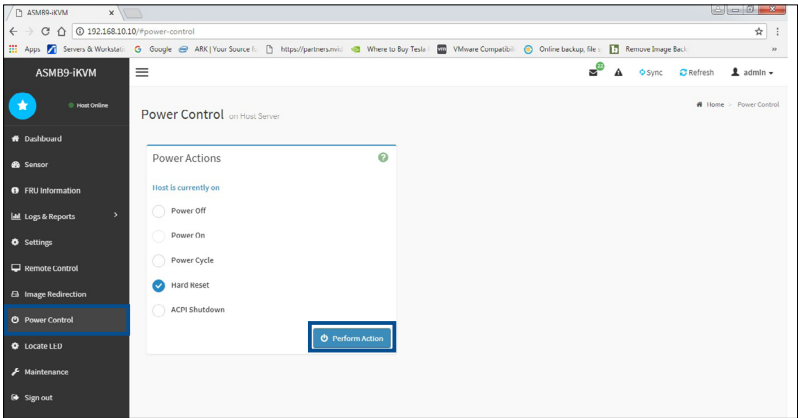 ASMB9-iKVM
192.168.10.10/#power-control
Apps Servers & Workstati Google ARK | Your Source f https://partners.nvid Where to Buy Tesla VMware Compatibil Online backup, file s Remove Image Back »
ASMB9-iKVM
22 Sync Refresh admin
Host Online
Home > Power Control
Power Control on Host Server
Dashboard
Sensor
FRU Information
Logs & Reports >
Settings
Remote Control
Image Redirection
Power Control
Locate LED
Maintenance
Sign out
Power Actions ?
Host is currently on
Power Off
Power On
Power Cycle
Hard Reset
ACPI Shutdown
Perform Action